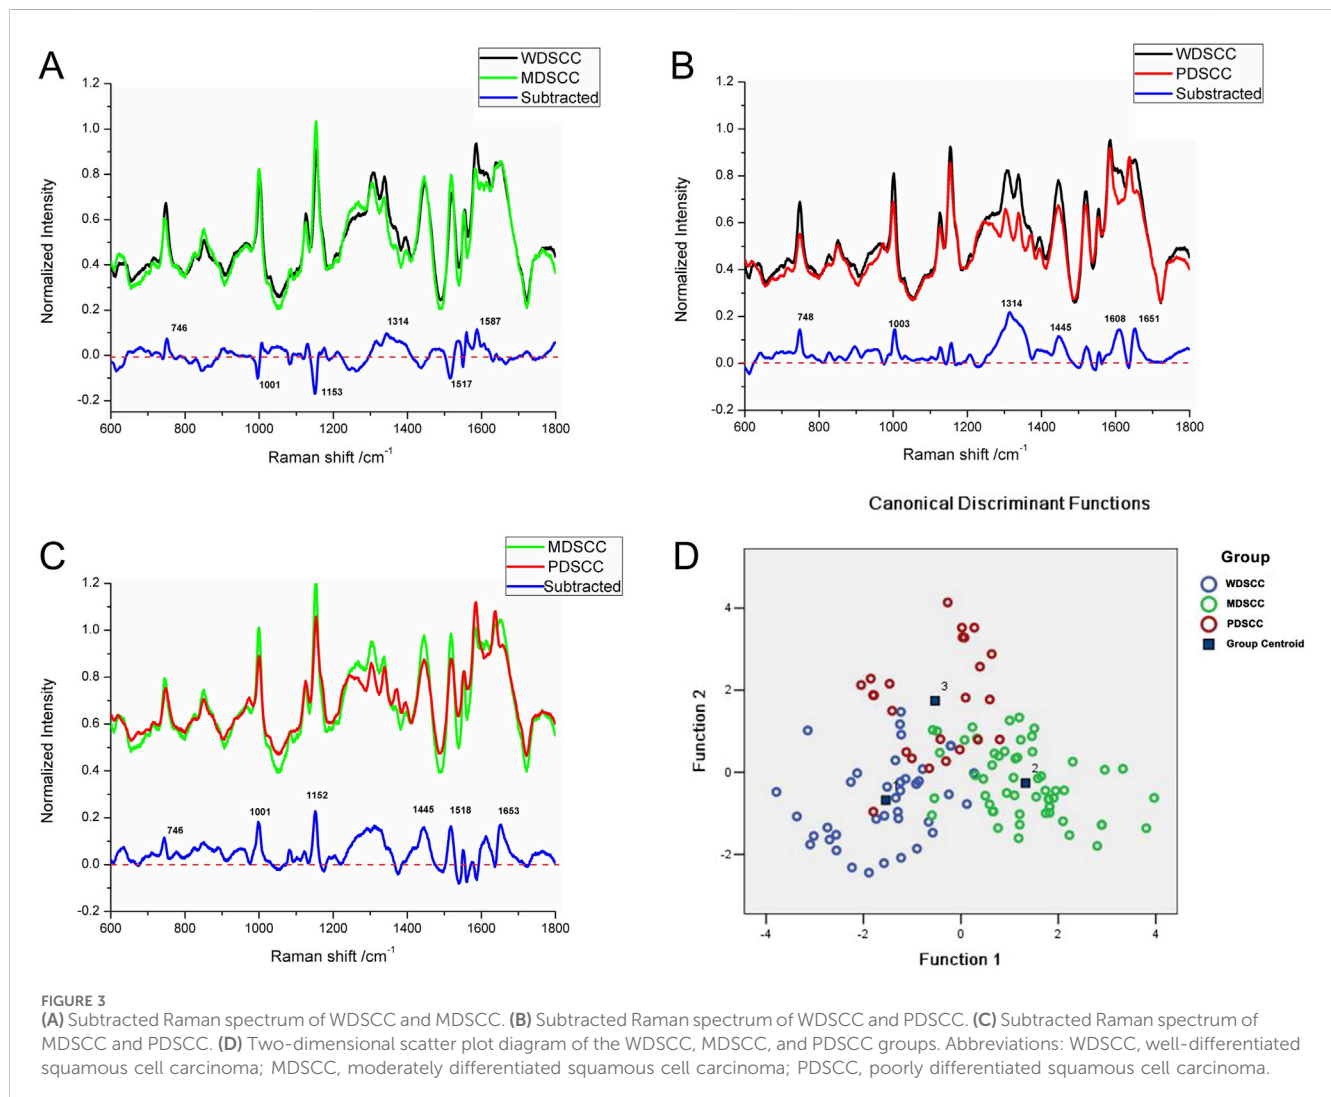 A
WDSCC
MDSCC
Subtracted
1.2
1.0
0.8
0.6
0.4
0.2
0.0
-0.2
Normalized Intensity
746
1001
1153
1314
1517
1587
600 800 1000 1200 1400 1600 1800
Raman shift /cm-1
B
WDSCC
PDSCC
Substracted
1.2
1.0
0.8
0.6
0.4
0.2
0.0
-0.2
Normalized Intensity
748
1003
1314
1445
1608
1651
600 800 1000 1200 1400 1600 1800
Raman shift /cm-1
C
MDSCC
PDSCC
Subtracted
1.2
1.0
0.8
0.6
0.4
0.2
0.0
-0.2
Normalized Intensity
746
1001
1152
1445
1518
1653
600 800 1000 1200 1400 1600 1800
Raman shift /cm-1
Canonical Discriminant Functions
D
Group
WDSCC
MDSCC
PDSCC
Group Centroid
4
2
0
-2
Function 2
3
2
-4 -2 0 2 4
Function 1
FIGURE 3
(A) Subtracted Raman spectrum of WDSCC and MDSCC. (B) Subtracted Raman spectrum of WDSCC and PDSCC. (C) Subtracted Raman spectrum of
MDSCC and PDSCC. (D) Two-dimensional scatter plot diagram of the WDSCC, MDSCC, and PDSCC groups. Abbreviations: WDSCC, well-differentiated
squamous cell carcinoma; MDSCC, moderately differentiated squamous cell carcinoma; PDSCC, poorly differentiated squamous cell carcinoma.